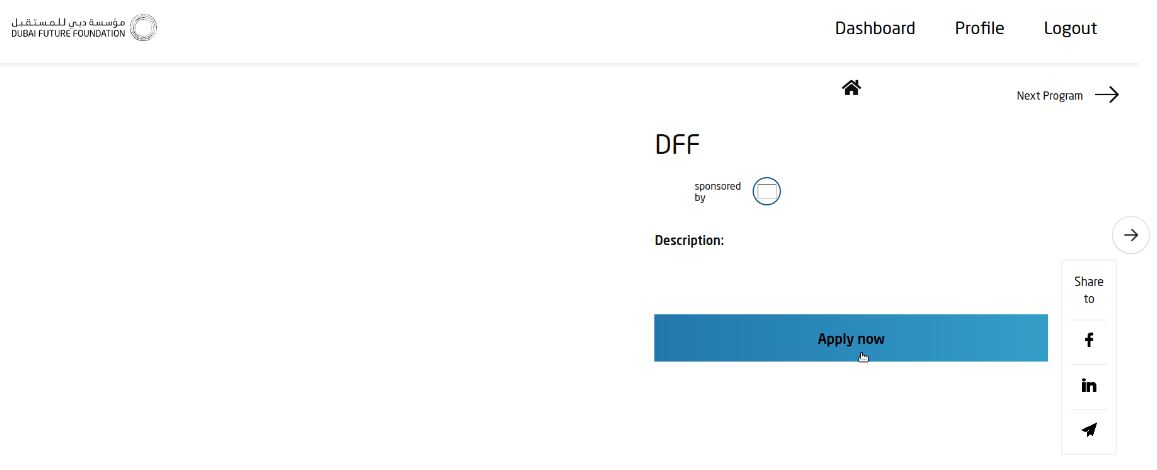 مؤسسة دبي للمستقبل
DUBAI FUTURE FOUNDATION
Dashboard
Profile
Logout
Next Program
DFF
sponsored
by
Description:
Share
to
Apply now